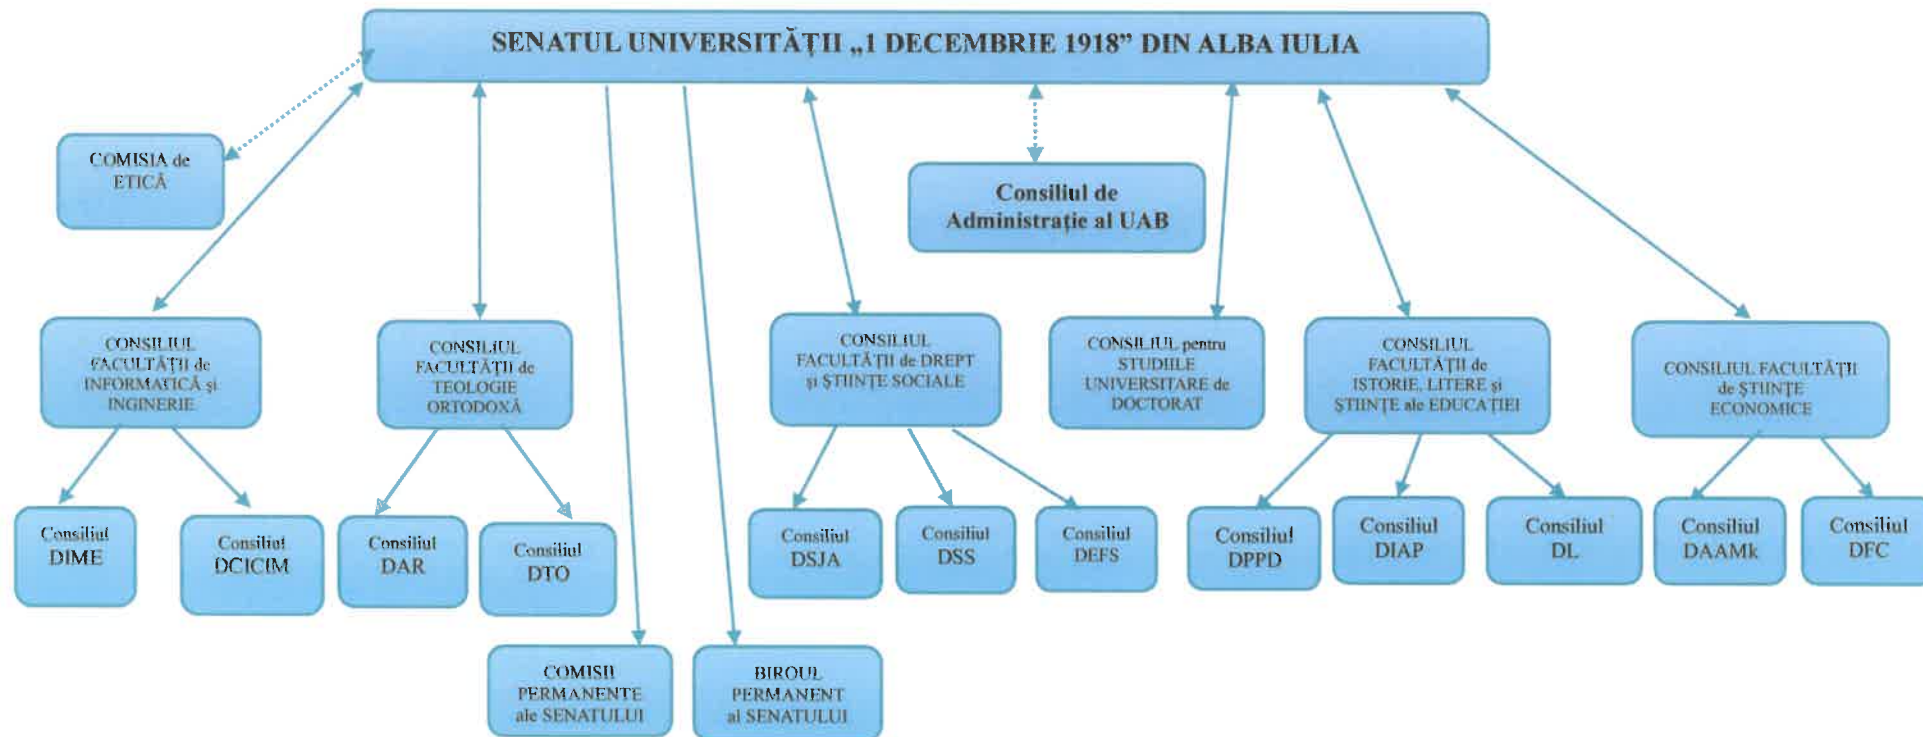 SENATUL UNIVERSITĂȚII „1 DECEMBRIE 1918” DIN ALBA IULIA
COMISIA de
ETICĂ
Consiliul de
Administrație al UAB
CONSILIUL
FACULTĂȚII de
INFORMATICĂ și
INGINERIE
CONSILIUL
FACULTĂȚII de
TEOLOGIE
ORTODOXĂ
CONSILIUL
FACULTĂȚII de DREPT
și ȘTIINȚE SOCIALE
CONSILIUL pentru
STUDIILE
UNIVERSITARE de
DOCTORAT
CONSILIUL
FACULTĂȚII de
ISTORIE, LITERE și
ȘTIINȚE ale EDUCAȚIEI
CONSILIUL FACULTĂȚII
de ȘTIINȚE
ECONOMICE
Consiliul
DIME
Consiliul
DCICIM
Consiliul
DAR
Consiliul
DTO
Consiliul
DSJA
Consiliul
DSS
Consiliul
DEFS
Consiliul
DPPD
Consiliul
DIAP
Consiliul
DL
Consiliul
DAAMk
Consiliul
DFC
COMISII
PERMANENTE
ale SENATULUI
BIROUL
PERMANENT
al SENATULUI